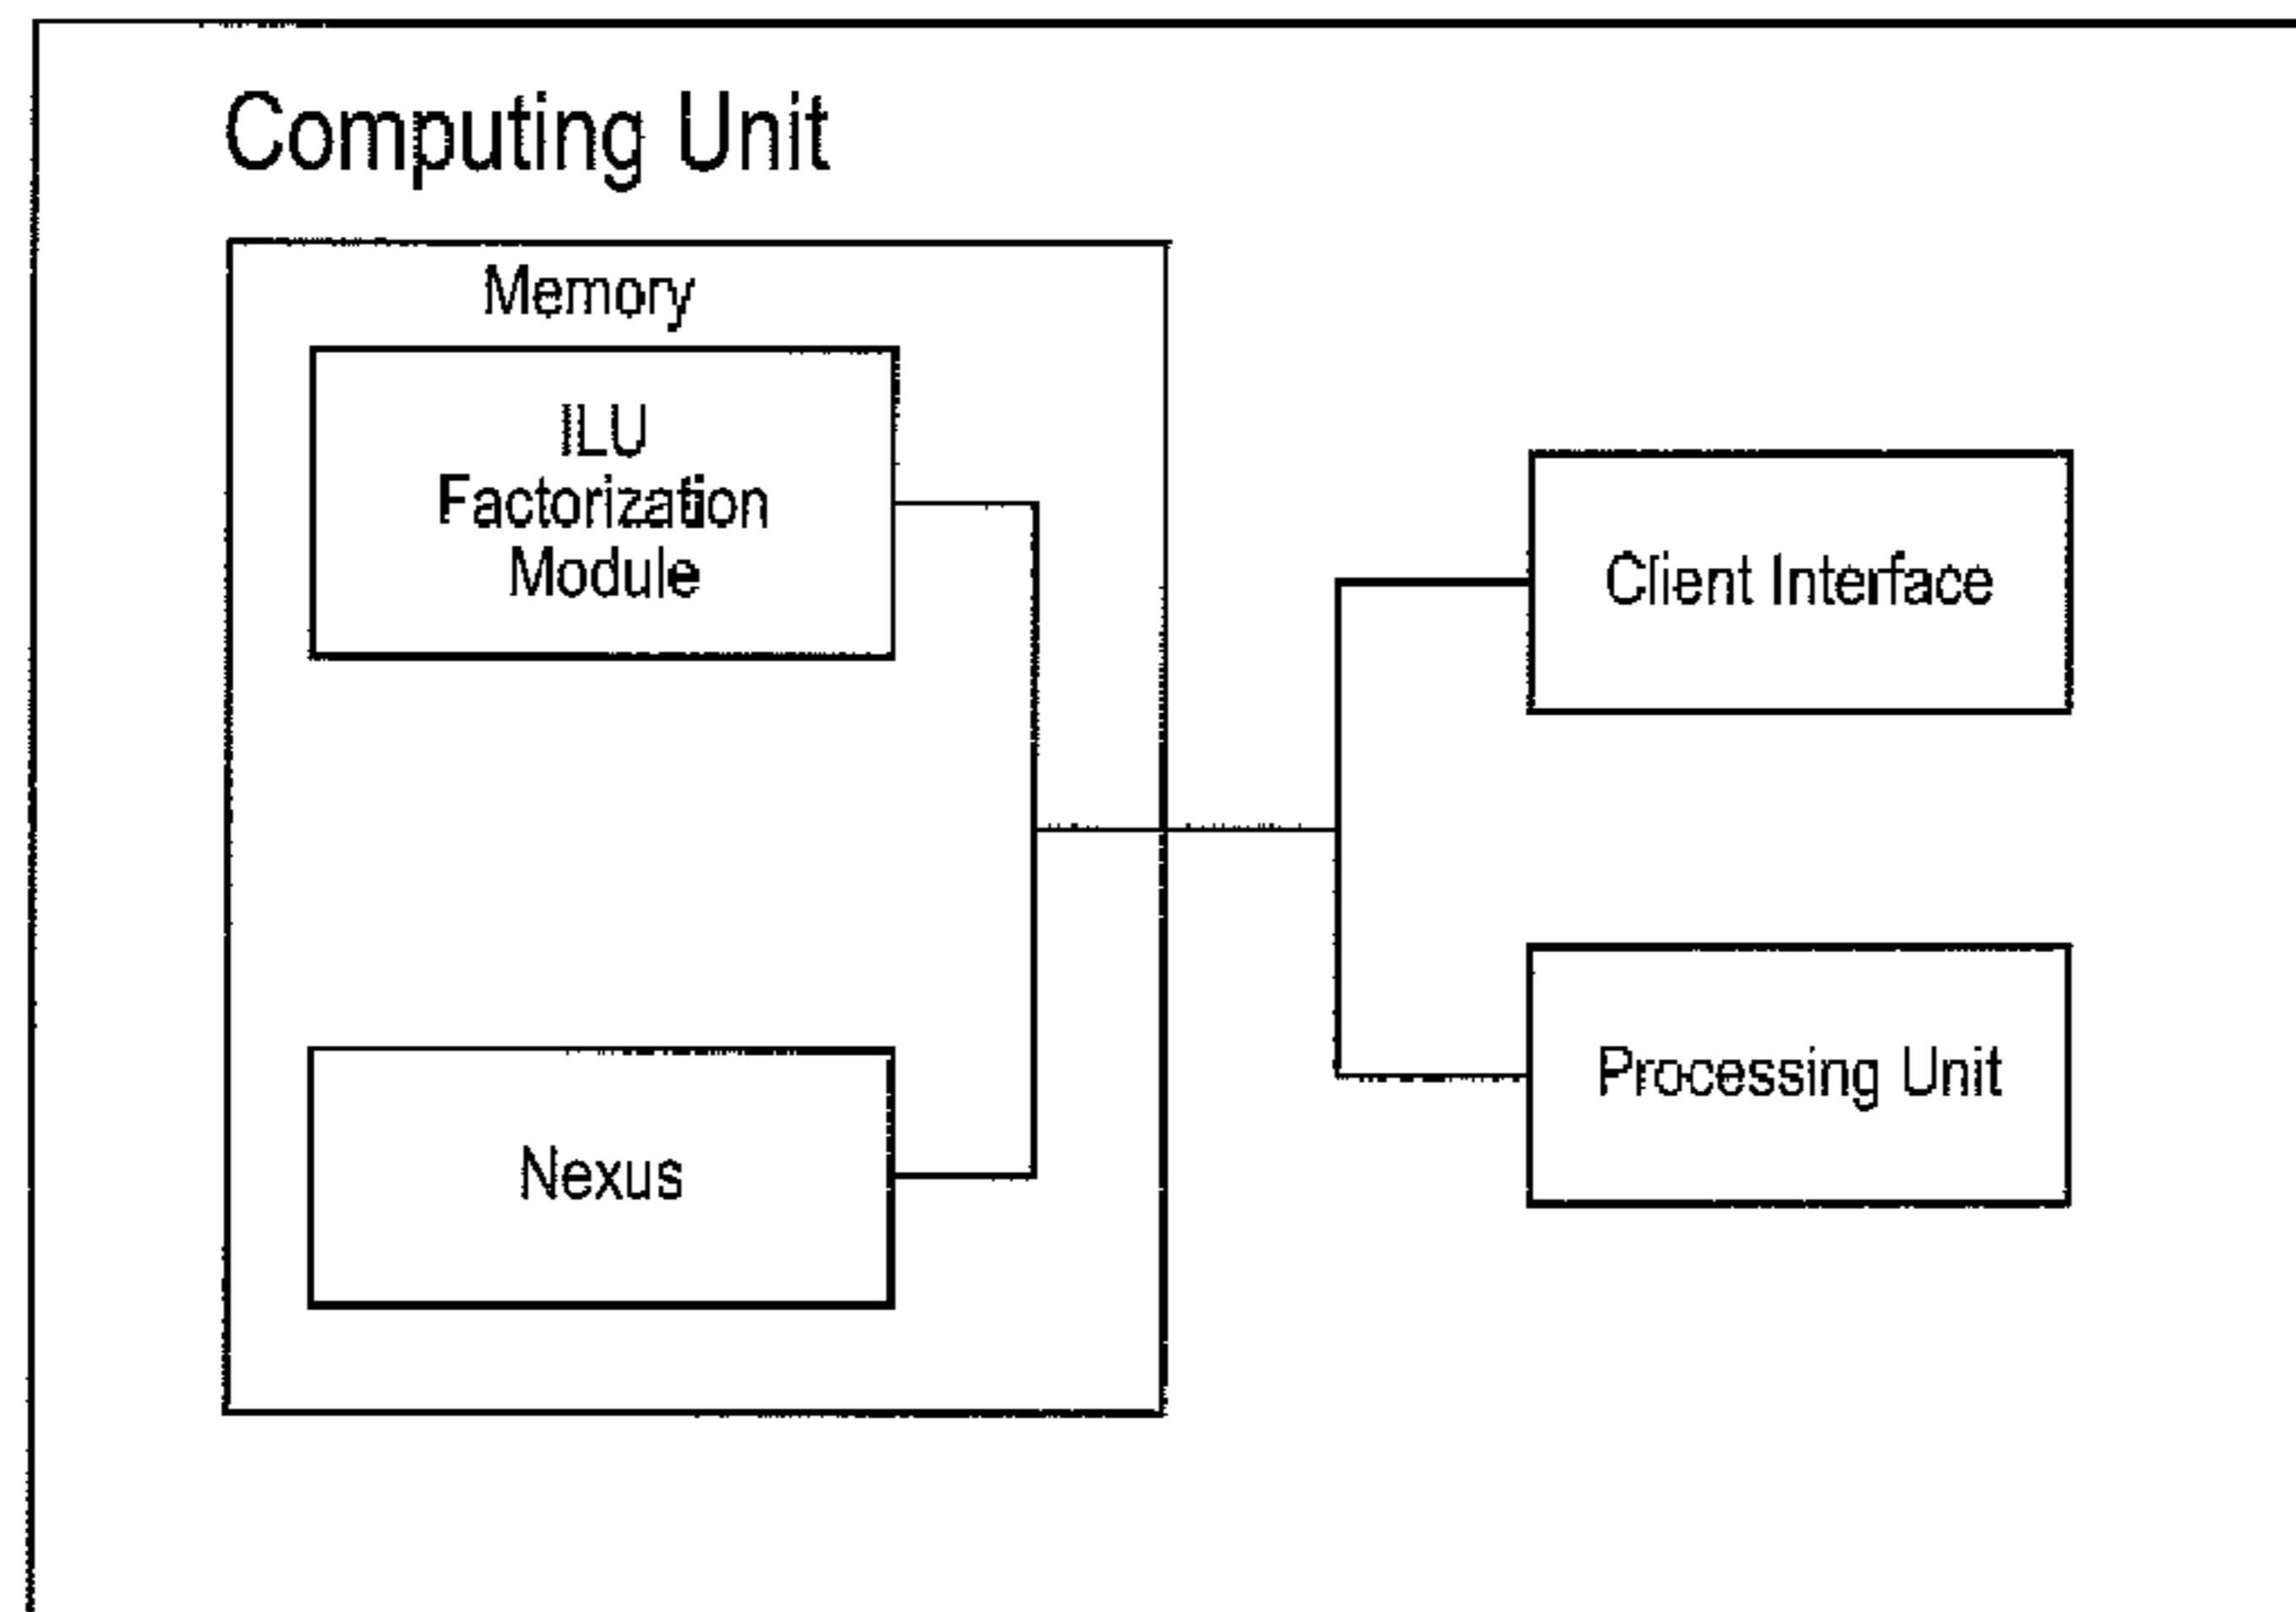 Computing Unit
Memory
ILU
Factorization
Module
Client Interface
Nexus
Processing Unit